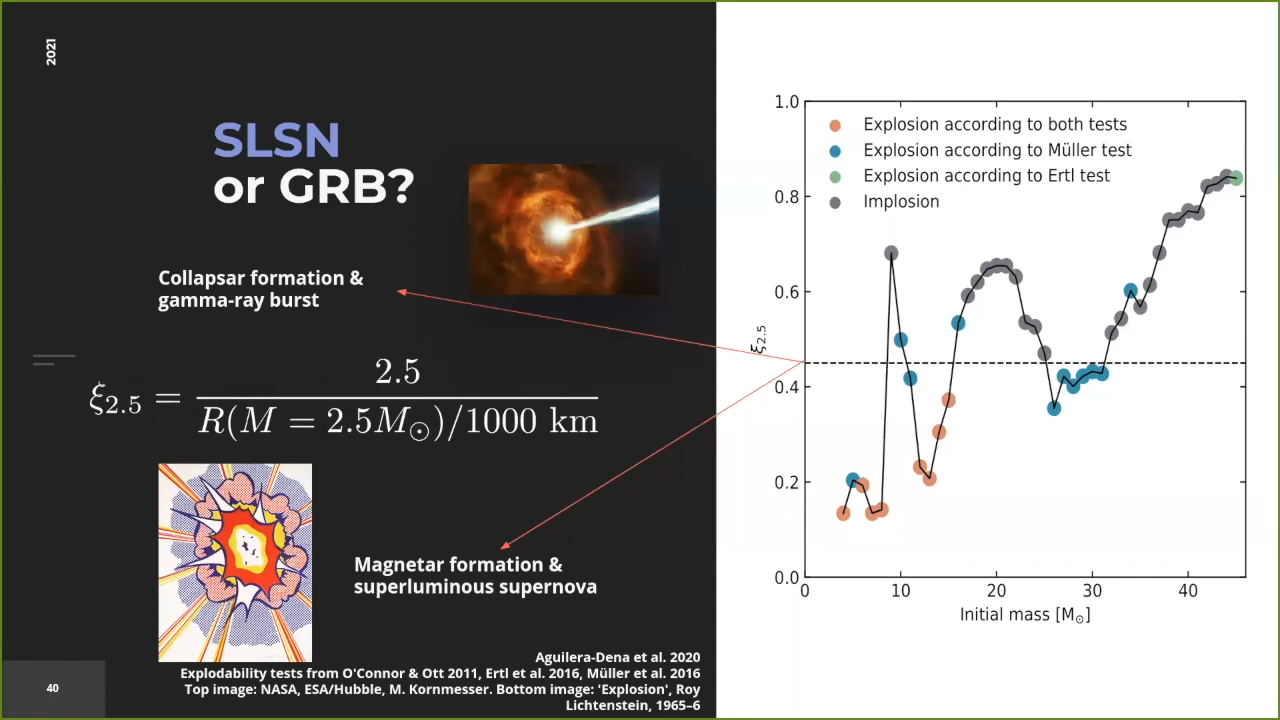 2021
SLSN
or GRB?
Collapsar formation &
gamma-ray burst
ξ₂.₅ = 2.5 / R(M = 2.5M☉)/1000 km
Magnetar formation &
superluminous supernova
Aguilera-Dena et al. 2020
Explodability tests from O'Connor & Ott 2011, Ertl et al. 2016, Müller et al. 2016
Top image: NASA, ESA/Hubble, M. Kornmesser. Bottom image: 'Explosion', Roy
Lichtenstein, 1965–6
40
Explosion according to both tests
Explosion according to Müller test
Explosion according to Ertl test
Implosion
1.0
0.8
0.6
0.4
0.2
0.0
ξ₂.₅
0 10 20 30 40
Initial mass [M☉]